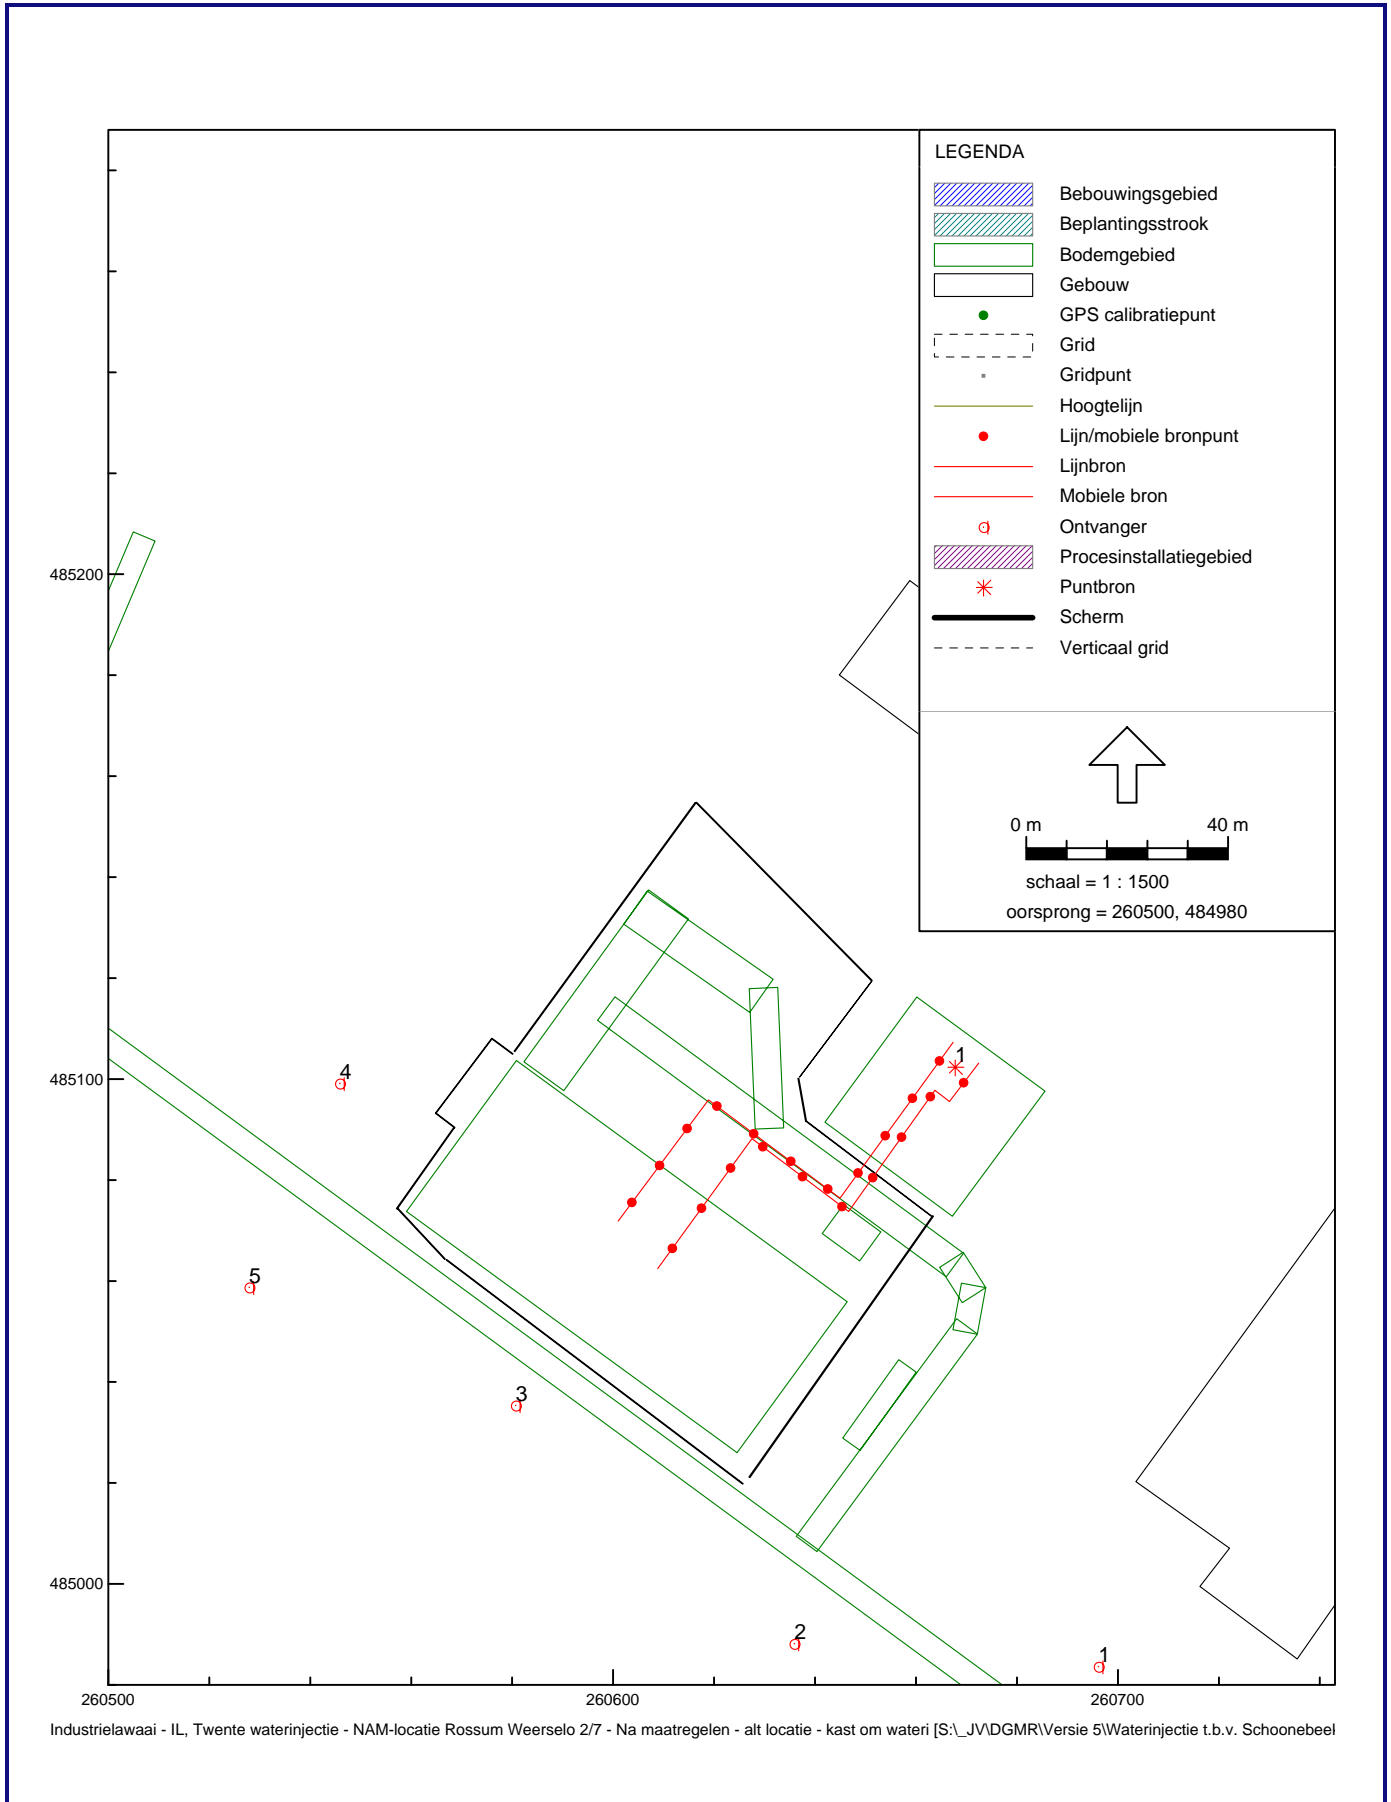 LEGENDA
Bebouwingsgebied
Beplantingsstrook
Bodemgebied
Gebouw
GPS calibratiepunt
Grid
Gridpunt
Hoogtelijn
Lijn/mobiele bronpunt
Lijnbron
Mobiele bron
Ontvanger
Procesinstallatiegebied
Puntbron
Scherm
Verticaal grid
0 m 40 m
schaal = 1 : 1500
oorsprong = 260500, 484980
485200
485100
485000
1
4
5
3
2
1
260500 260600 260700
Industrielawaai - IL, Twente waterinjectie - NAM-locatie Rossum Weerselo 2/7 - Na maatregelen - alt locatie - kast om wateri [S:\_JV\DGMR\Versie 5\Waterinjectie t.b.v.